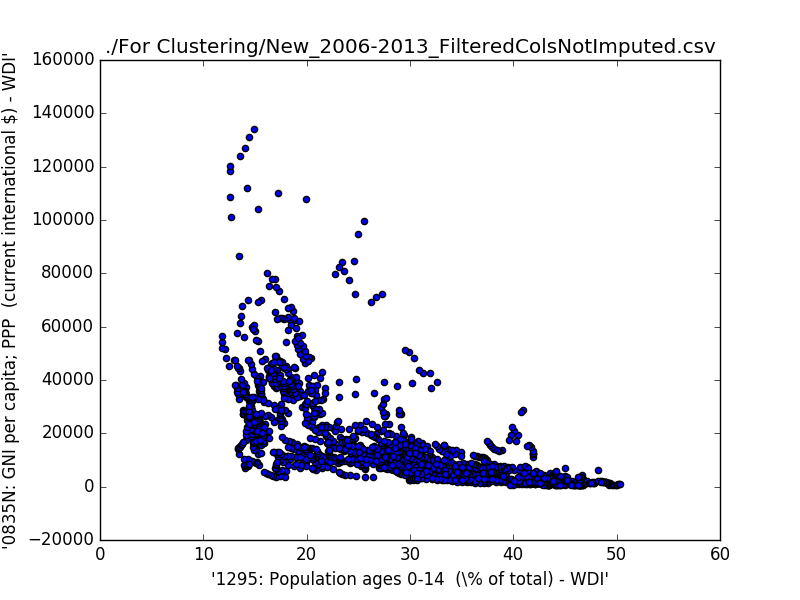 ./For Clustering/New_2006-2013_FilteredColsNotImputed.csv
160000
140000
120000
100000
80000
60000
40000
20000
0
−20000
'0835N: GNI per capita; PPP  (current international $) - WDI'
0 10 20 30 40 50 60
'1295: Population ages 0-14  (\% of total) - WDI'